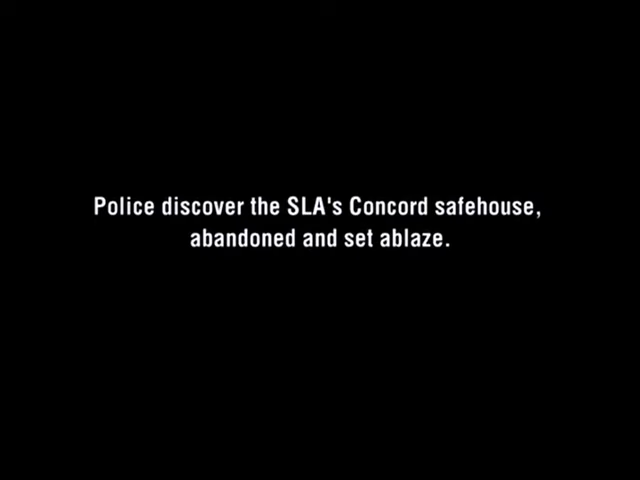 Police discover the SLA's Concord safehouse,
abandoned and set ablaze.